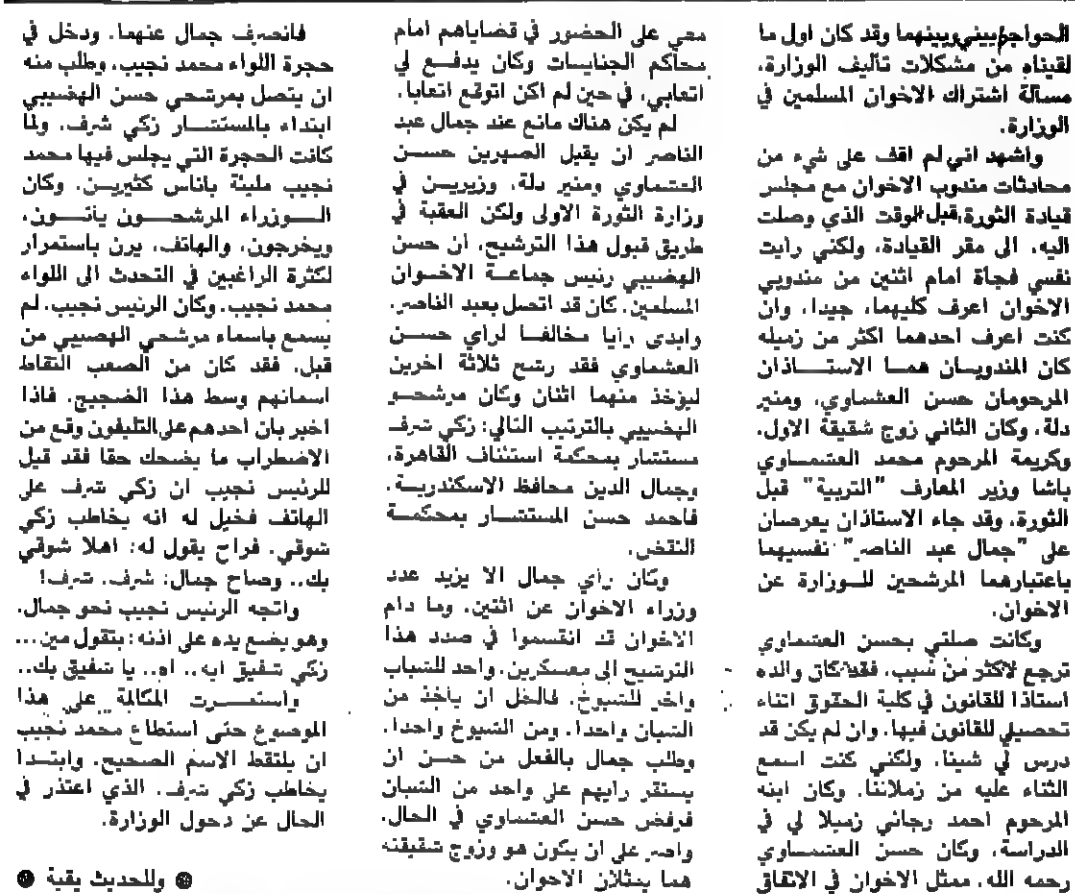 الحواجز بيني وبينهما وقد كان اول ما
لقيناه من مشكلات تأليف الوزارة،
مسألة اشتراك الاخوان المسلمين في
الوزارة.
واشهد اني لم اقف على شيء من
محادثات مندوب الاخوان مع مجلس
قيادة الثورة، قبل الوقت الذي وصلت
اليه، الى مقر القيادة، ولكني رايت
نفسي فجأة امام اثنين من مندوبي
الاخوان اعرف كليهما، جيدا، وان
كنت اعرف احدهما اكثر من زميله
كان المندوبان هما الاستاذان
المرحومان حسن العشماوي، ومنير
دلة، وكان الثاني زوج شقيقة الاول،
وكريمة المرحوم محمد العشماوي
باشا وزير المعارف "التربية" قبل
الثورة، وقد جاء الاستاذان يعرضان
على "جمال عبد الناصر" نفسيهما
باعتبارهما المرشحين للوزارة عن
الاخوان.
وكانت صلتي بحسن العشماوي
ترجع لاكثر من سبب، فقد كان والده
استاذا للقانون في كلية الحقوق اثناء
تحصيلي للقانون فيها، وان لم يكن قد
درس لي شيئا، ولكني كنت اسمع
الثناء عليه من زملائنا، وكان ابنه
المرحوم احمد رجائي زميلا لي في
الدراسة، وكان حسن العشماوي
رحمه الله، ممثل الاخوان في الاتفاق
معي على الحضور في قضاياهم امام
محاكم الجنايات وكان يدفع لي
اتعابي، في حين لم اكن اتوقع اتعابا.
لم يكن هناك مانع عند جمال عبد
الناصر ان يقبل الصهرين حسن
العشماوي ومنير دلة، وزيرين في
وزارة الثورة الاولى ولكن العقبة في
طريق قبول هذا الترشيح، ان حسن
الهضيبي رئيس جماعة الاخوان
المسلمين، كان قد اتصل بعبد الناصر،
وابدى رايا مخالفا لراي حسن
العشماوي فقد رشح ثلاثة اخرين
ليؤخذ منهما اثنان وكان مرشحو
الهضيبي بالترتيب التالي: زكي شرف
مستشار بمحكمة استئناف القاهرة،
وجمال الدين محافظ الاسكندرية،
فاحمد حسن المستشار بمحكمة
النقض.
وكان راي جمال الا يزيد عدد
وزراء الاخوان عن اثنين، وما دام
الاخوان قد انقسموا في صدد هذا
الترشيح الى معسكرين، واحد للشباب
واخر للشيوخ، فالحل ان ياخذ من
الشبان واحدا، ومن الشيوخ واحدا،
وطلب جمال بالفعل من حسن ان
يستقر رايهم على واحد من الشبان
فرفض حسن العشماوي في الحال،
واصر على ان يكون هو وزوج شقيقته
هما يمثلان الاخوان.
فانصرف جمال عنهما، ودخل في
حجرة اللواء محمد نجيب، وطلب منه
ان يتصل بمرشحي حسن الهضيبي
ابتداء بالمستشار زكي شرف، ولما
كانت الحجرة التي يجلس فيها محمد
نجيب مليئة باناس كثيرين، وكان
الوزراء المرشحون ياتون،
ويخرجون، والهاتف، يرن باستمرار
لكثرة الراغبين في التحدث الى اللواء
محمد نجيب، وكان الرئيس نجيب، لم
يسمع باسماء مرشحي الهضيبي من
قبل، فقد كان من الصعب التقاط
اسمائهم وسط هذا الضجيج، فاذا
اخبر بان احدهم على التليفون وقع من
الاضطراب ما يضحك حقا فقد قيل
للرئيس نجيب ان زكي شرف على
الهاتف فخيل له انه يخاطب زكي
شوقي، فراح يقول له: اهلا شوقي
بك.. وصاح جمال: شرف، شرف!
واتجه الرئيس نجيب نحو جمال،
وهو يضع يده على اذنه: بتقول مين...
زكي شفيق ايه.. اه.. يا شفيق بك..
واستمرت المكالمة على هذا
الموضوع حتى استطاع محمد نجيب
ان يلتقط الاسم الصحيح، وابتدا
يخاطب زكي شرف، الذي اعتذر في
الحال عن دخول الوزارة.
● وللحديث بقية ●